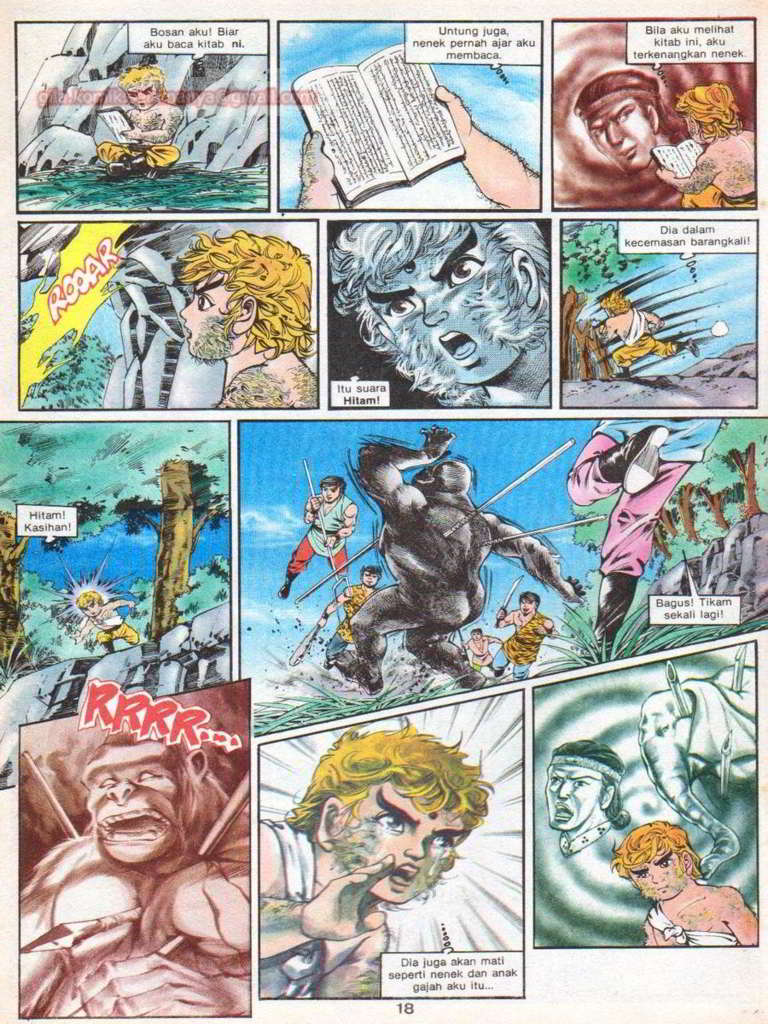 Bosan aku! Biar
aku baca kitab ni.
Untung juga,
nenek pernah ajar aku
membaca.
Bila aku melihat
kitab ini, aku
terkenangkan nenek.
ROOAR
Itu suara
Hitam!
Dia dalam
kecemasan barangkali!
Hitam!
Kasihan!
Bagus! Tikam
sekali lagi!
RRRR...
Dia juga akan mati
seperti nenek dan anak
gajah aku itu...
18